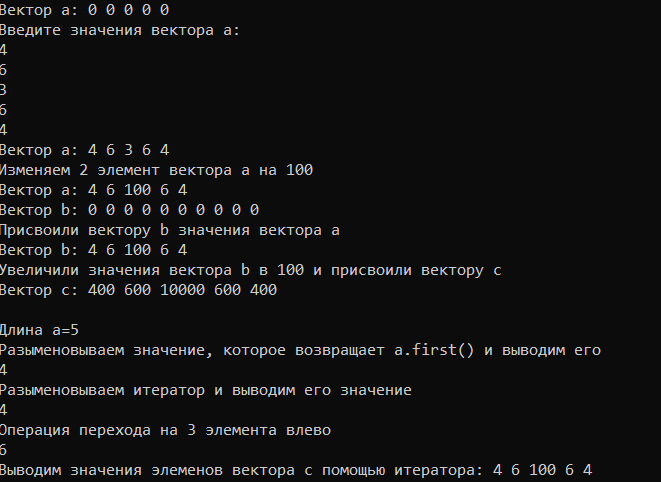 Вектор a: 0 0 0 0 0
Введите значения вектора a:
4
6
3
6
4
Вектор a: 4 6 3 6 4
Изменяем 2 элемент вектора a на 100
Вектор a: 4 6 100 6 4
Вектор b: 0 0 0 0 0 0 0 0 0 0
Присвоили вектору b значения вектора a
Вектор b: 4 6 100 6 4
Увеличили значения вектора b в 100 и присвоили вектору c
Вектор c: 400 600 10000 600 400
Длина a=5
Разыменовываем значение, которое возвращает a.first() и выводим его
4
Разыменовываем итератор и выводим его значение
4
Операция перехода на 3 элемента влево
6
Выводим значения элеменов вектора с помощью итератора: 4 6 100 6 4